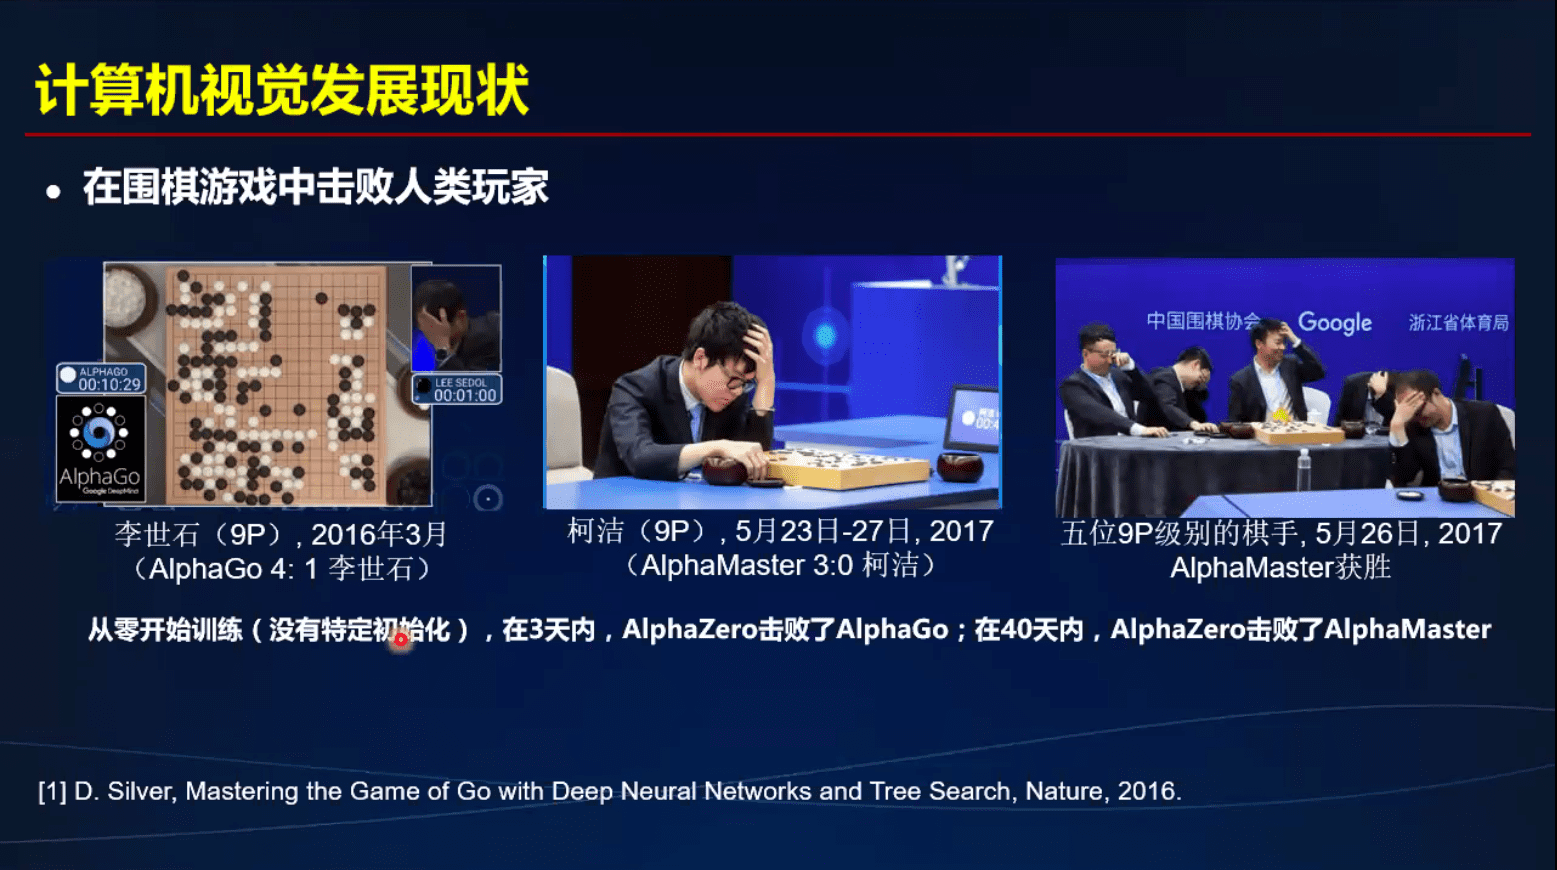 计算机视觉发展现状
• 在围棋游戏中击败人类玩家
ALPHAGO
00:10:29
AlphaGo
Google DeepMind
LEE SEDOL
00:01:00
中国围棋协会
Google
浙江省体育局
李世石（9P）, 2016年3月
（AlphaGo 4: 1 李世石）
柯洁（9P）, 5月23日-27日, 2017
（AlphaMaster 3:0 柯洁）
五位9P级别的棋手, 5月26日, 2017
AlphaMaster获胜
从零开始训练（没有特定初始化），在3天内，AlphaZero击败了AlphaGo；在40天内，AlphaZero击败了AlphaMaster
[1] D. Silver, Mastering the Game of Go with Deep Neural Networks and Tree Search, Nature, 2016.